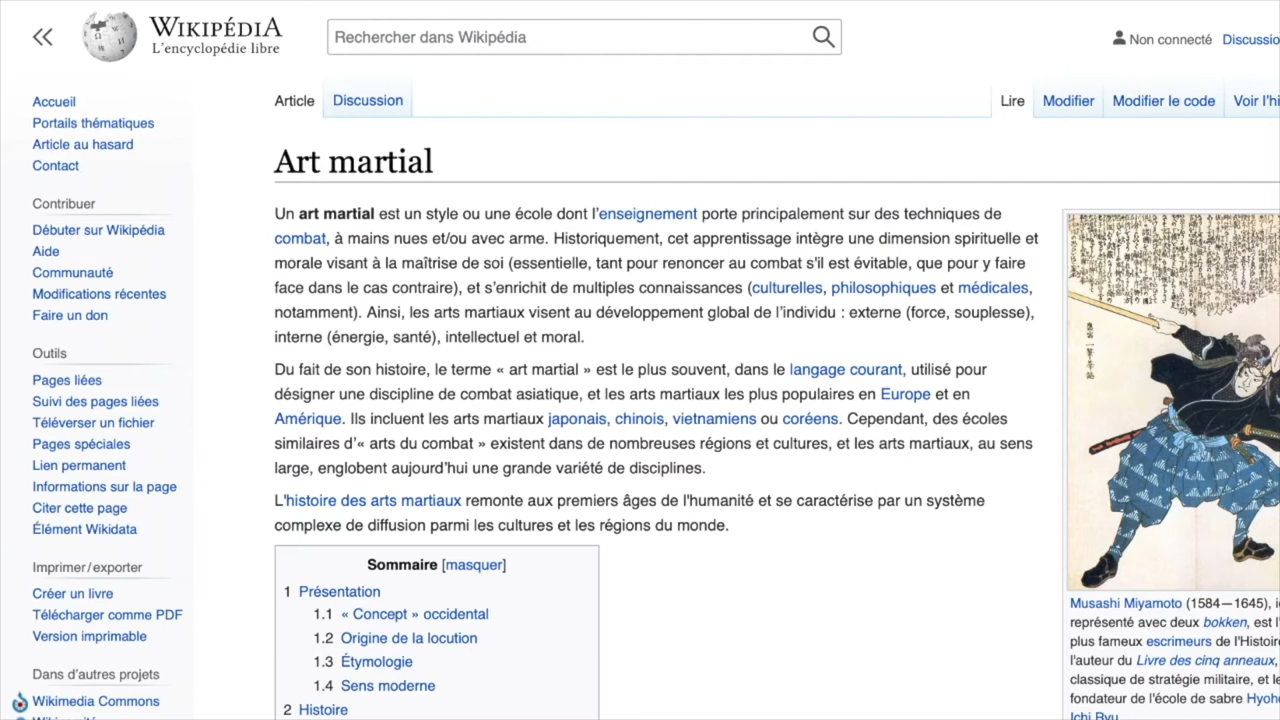 WIKIPÉDIA
L'encyclopédie libre
Rechercher dans Wikipédia
Non connecté Discussio
Accueil
Portails thématiques
Article au hasard
Contact
Contribuer
Débuter sur Wikipédia
Aide
Communauté
Modifications récentes
Faire un don
Outils
Pages liées
Suivi des pages liées
Téléverser un fichier
Pages spéciales
Lien permanent
Informations sur la page
Citer cette page
Élément Wikidata
Imprimer/exporter
Créer un livre
Télécharger comme PDF
Version imprimable
Dans d'autres projets
Wikimedia Commons
Article Discussion Lire Modifier Modifier le code Voir l'hi
Art martial
Un art martial est un style ou une école dont l'enseignement porte principalement sur des techniques de
combat, à mains nues et/ou avec arme. Historiquement, cet apprentissage intègre une dimension spirituelle et
morale visant à la maîtrise de soi (essentielle, tant pour renoncer au combat s'il est évitable, que pour y faire
face dans le cas contraire), et s'enrichit de multiples connaissances (culturelles, philosophiques et médicales,
notamment). Ainsi, les arts martiaux visent au développement global de l'individu : externe (force, souplesse),
interne (énergie, santé), intellectuel et moral.
Du fait de son histoire, le terme « art martial » est le plus souvent, dans le langage courant, utilisé pour
désigner une discipline de combat asiatique, et les arts martiaux les plus populaires en Europe et en
Amérique. Ils incluent les arts martiaux japonais, chinois, vietnamiens ou coréens. Cependant, des écoles
similaires d'« arts du combat » existent dans de nombreuses régions et cultures, et les arts martiaux, au sens
large, englobent aujourd'hui une grande variété de disciplines.
L'histoire des arts martiaux remonte aux premiers âges de l'humanité et se caractérise par un système
complexe de diffusion parmi les cultures et les régions du monde.
Sommaire [masquer]
1 Présentation
1.1 « Concept » occidental
1.2 Origine de la locution
1.3 Étymologie
1.4 Sens moderne
2 Histoire
Musashi Miyamoto (1584—1645), i
représenté avec deux bokken, est l'
plus fameux escrimeurs de l'Histoire
l'auteur du Livre des cinq anneaux,
classique de stratégie militaire, et le
fondateur de l'école de sabre Hyoh
Ichi Ryu